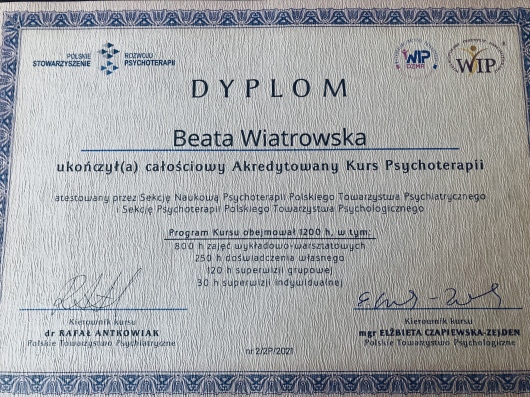 POLSKIE
STOWARZYSZENIE
ROZWOJU
PSYCHOTERAPII
WIP
WIP
DYPLOM
Beata Wiatrowska
ukończył(a) całościowy Akredytowany Kurs Psychoterapii
atestowany przez Sekcję Naukową Psychoterapii Polskiego Towarzystwa Psychiatrycznego
i Sekcję Psychoterapii Polskiego Towarzystwa Psychologicznego
Program Kursu obejmował 1200 h, w tym:
800 h zajęć wykładowo-warsztatowych
250 h doświadczenia własnego
120 h superwizji grupowej
30 h superwizji indywidualnej
Kierownik kursu
dr RAFAŁ ANTKOWIAK
Polskie Towarzystwo Psychiatryczne
nr 2/2P/2021
Kierownik kursu
mgr ELŻBIETA CZAPIEWSKA-ZEJDEN
Polskie Towarzystwo Psychologiczne